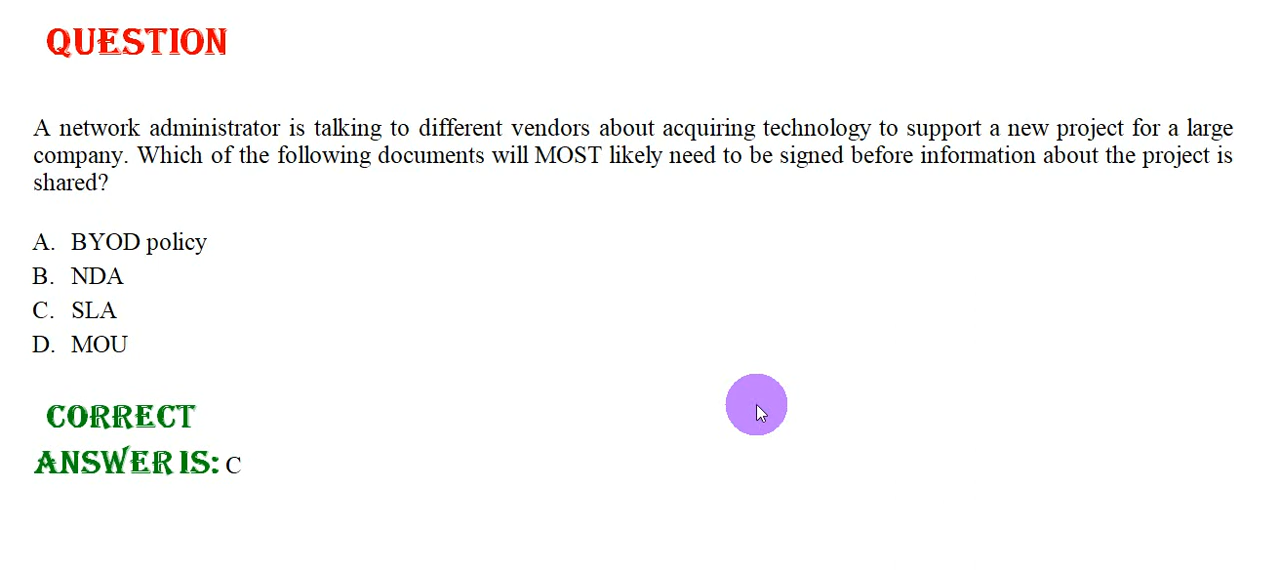 QUESTION
A network administrator is talking to different vendors about acquiring technology to support a new project for a large
company. Which of the following documents will MOST likely need to be signed before information about the project is
shared?
A. BYOD policy
B. NDA
C. SLA
D. MOU
CORRECT
ANSWER IS: C